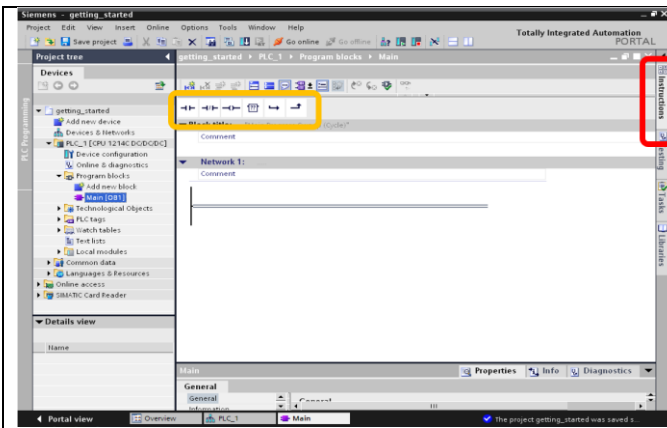 Siemens - getting_started
Project Edit View Insert Online Options Tools Window Help
Totally Integrated Automation
PORTAL
Save project
Go online
Go offline
Project tree
getting_started PLC_1 Program blocks Main
Devices
getting_started
Add new device
Devices & Networks
PLC_1 [CPU 1214C DC/DC/DC]
Device configuration
Online & diagnostics
Program blocks
Add new block
Main [OB1]
Technological Objects
PLC tags
Watch tables
Text lists
Local modules
Common data
Languages & Resources
Online access
SIMATIC Card Reader
Details view
Name
PLC Programming
Block title:
Comment
Network 1:
Comment
Instructions
Testing
Tasks
Libraries
Main
Properties
Info
Diagnostics
General
General
Information
General
Portal view
Overview
PLC_1
Main
The project getting_started was saved s...